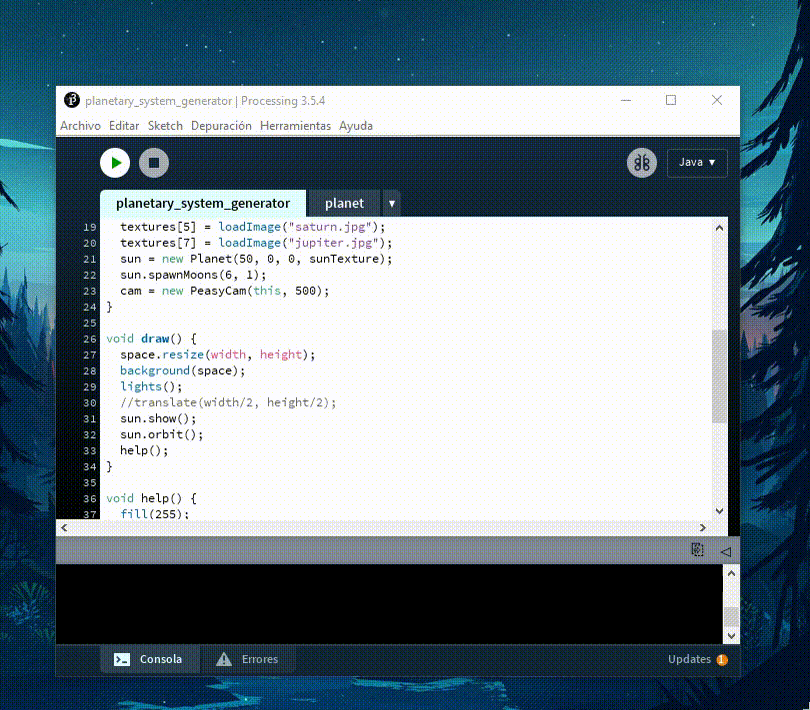 planetary_system_generator | Processing 3.5.4
Archivo Editar Sketch Depuración Herramientas Ayuda
Java ▼
planetary_system_generator planet ▼
19 textures[5] = loadImage("saturn.jpg");
20 textures[7] = loadImage("jupiter.jpg");
21 sun = new Planet(50, 0, 0, sunTexture);
22 sun.spawnMoons(6, 1);
23 cam = new PeasyCam(this, 500);
24 }
25
26 void draw() {
27 space.resize(width, height);
28 background(space);
29 lights();
30 //translate(width/2, height/2);
31 sun.show();
32 sun.orbit();
33 help();
34 }
35
36 void help() {
37 fill(255);
Consola Errores Updates 1